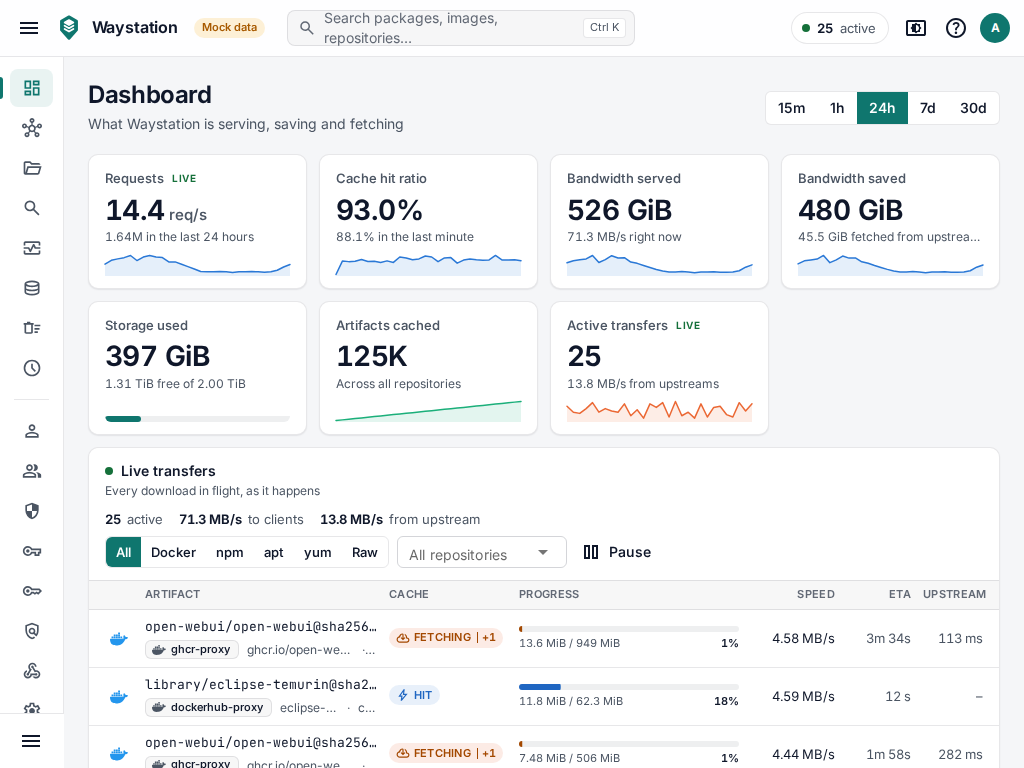 Waystation
Mock data
Search packages, images, repositories...
Ctrl K
25 active
A
Dashboard
What Waystation is serving, saving and fetching
15m 1h 24h 7d 30d
Requests LIVE
14.4 req/s
1.64M in the last 24 hours
Cache hit ratio
93.0%
88.1% in the last minute
Bandwidth served
526 GiB
71.3 MB/s right now
Bandwidth saved
480 GiB
45.5 GiB fetched from upstrea...
Storage used
397 GiB
1.31 TiB free of 2.00 TiB
Artifacts cached
125K
Across all repositories
Active transfers LIVE
25
13.8 MB/s from upstreams
Live transfers
Every download in flight, as it happens
25 active 71.3 MB/s to clients 13.8 MB/s from upstream
All Docker npm apt yum Raw
All repositories
Pause
ARTIFACT CACHE PROGRESS SPEED ETA UPSTREAM
open-webui/open-webui@sha256...
ghcr-proxy ghcr.io/open-we... ·...
FETCHING | +1
13.6 MiB / 949 MiB 1%
4.58 MB/s 3m 34s 113 ms
library/eclipse-temurin@sha2...
dockerhub-proxy eclipse-... · c...
HIT
11.8 MiB / 62.3 MiB 18%
4.59 MB/s 12 s –
open-webui/open-webui@sha256...
ghcr-proxy ghcr.io/open-we...
FETCHING | +1
7.48 MiB / 506 MiB 1%
4.44 MB/s 1m 58s 282 ms